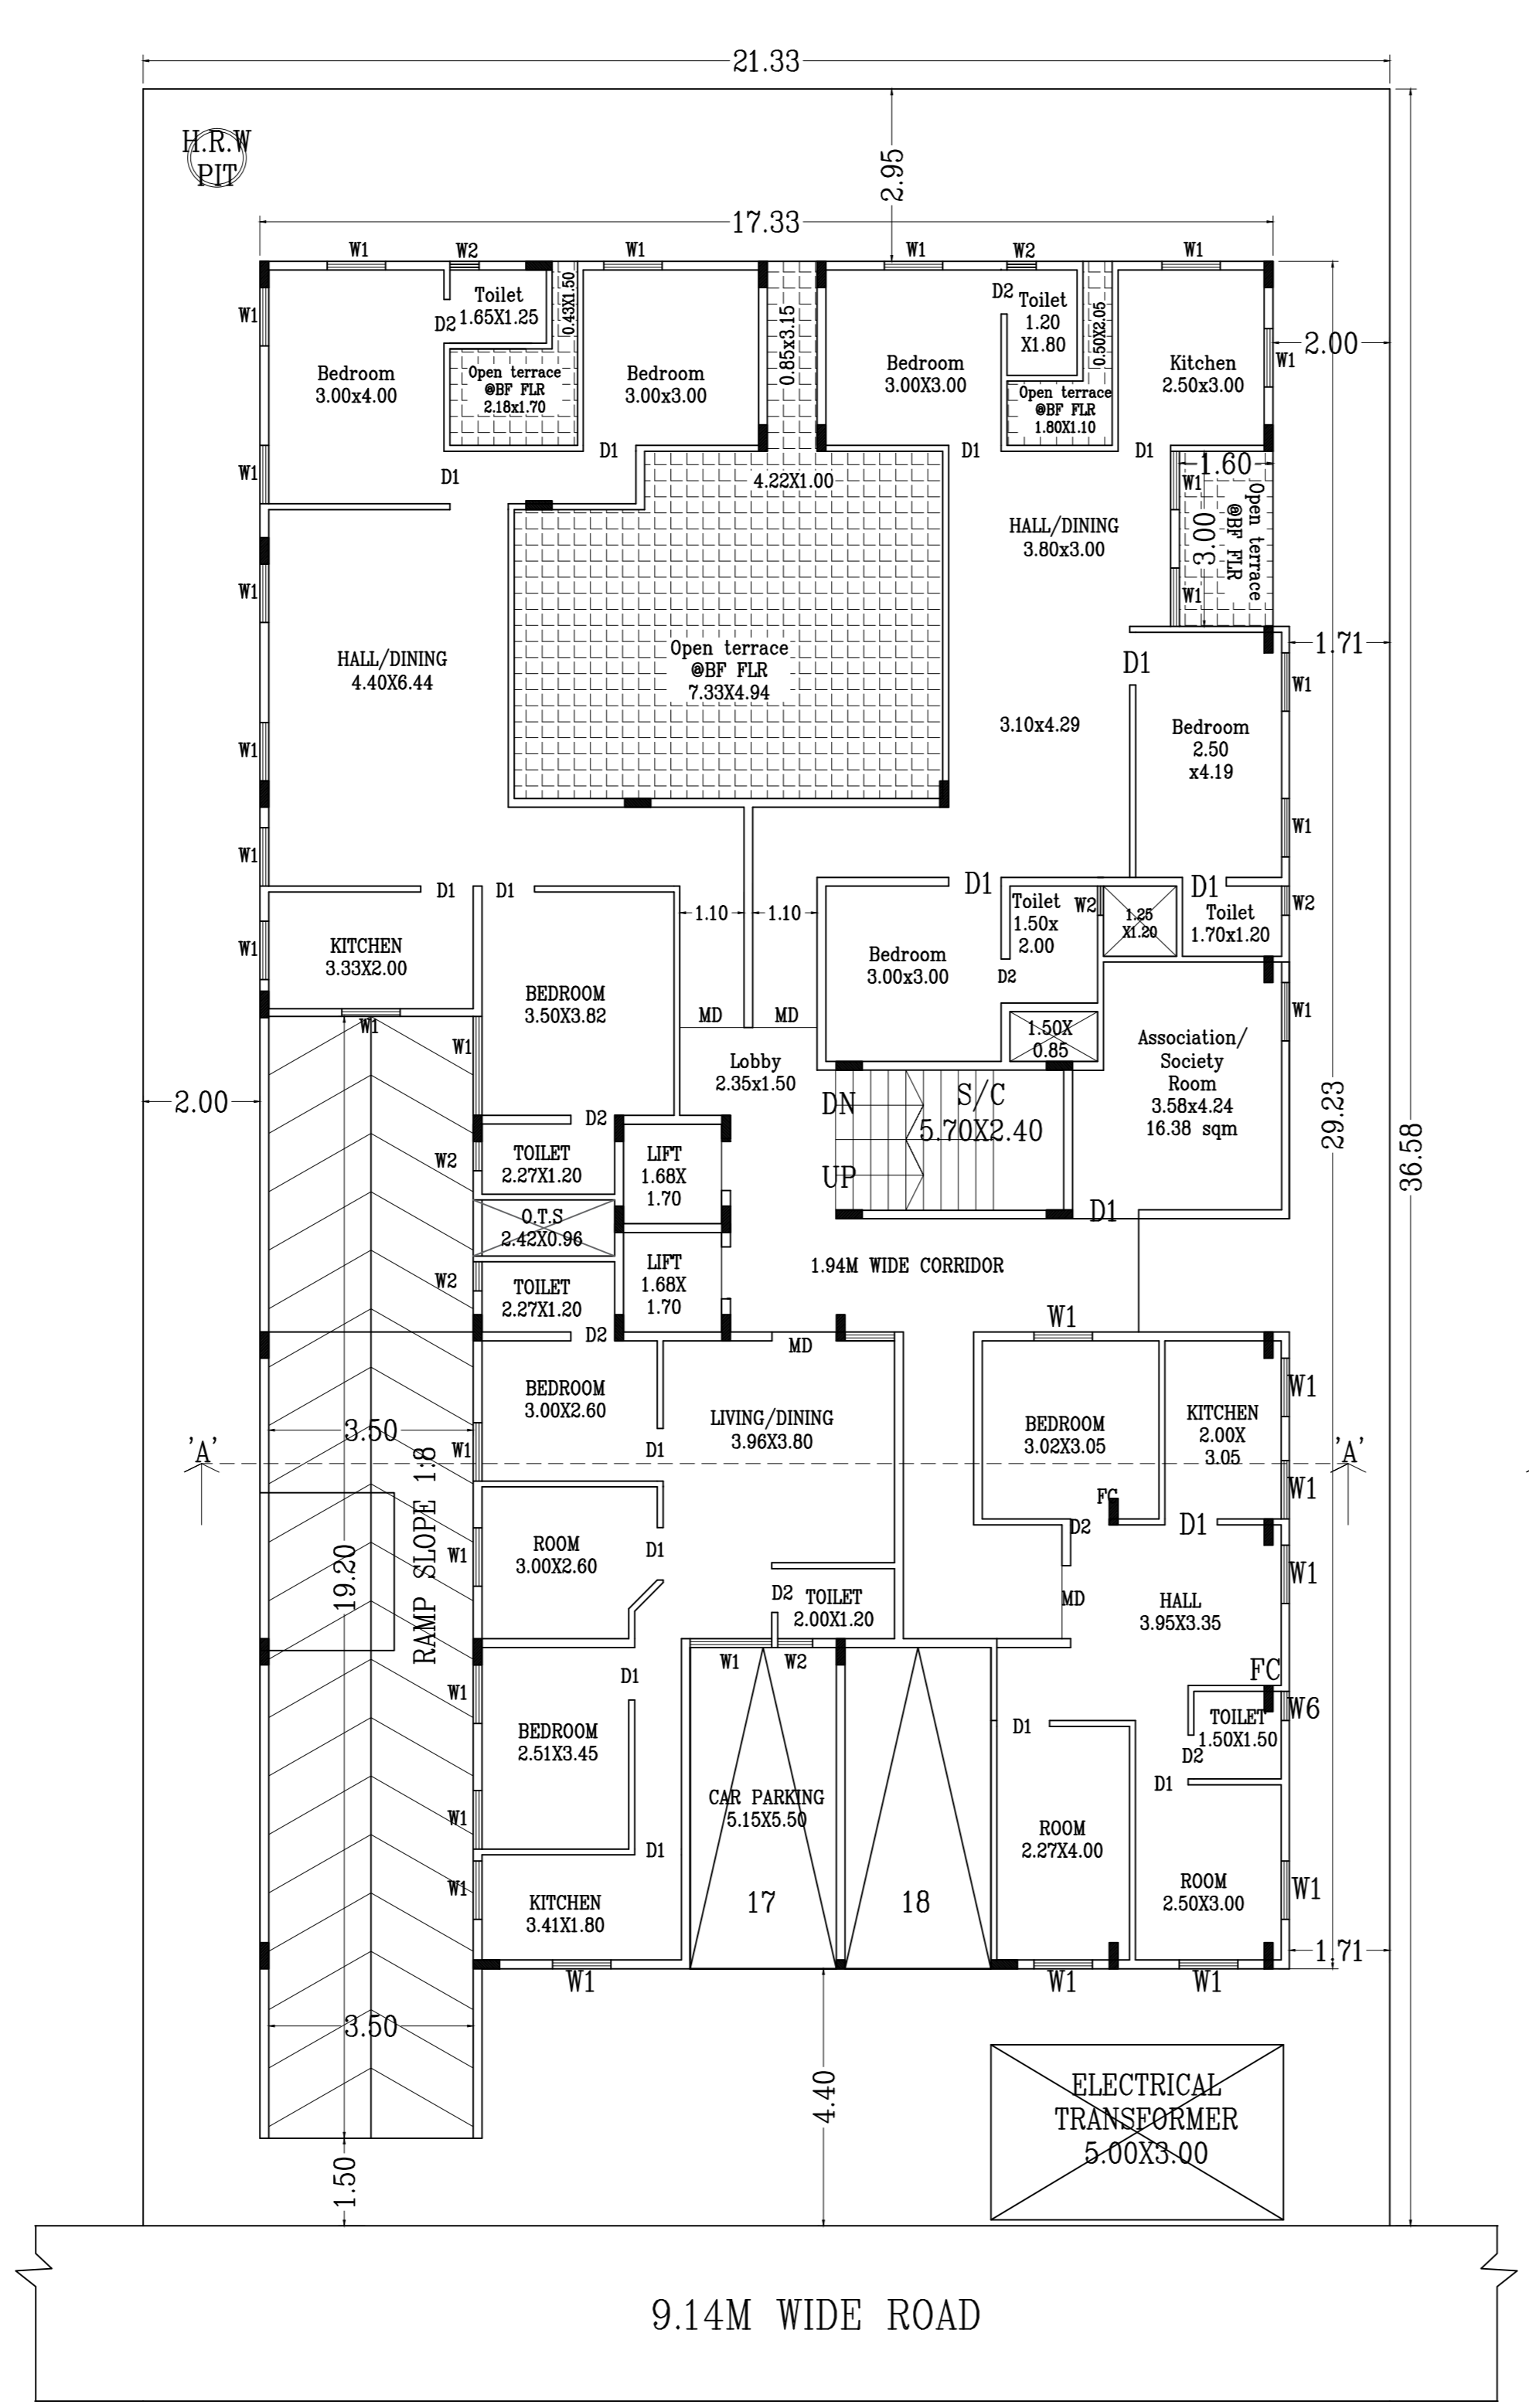 21.33
H.R.W
PIT
2.95
17.33
W1
W2
W1
W1
W2
W1
W1
Toilet
1.65X1.25
D2
0.43X1.50
0.85x3.15
D2
Toilet
1.20
X1.80
0.50X2.05
2.00
W1
Bedroom
3.00x4.00
Open terrace
@BF FLR
2.18x1.70
Bedroom
3.00x3.00
Bedroom
3.00X3.00
Open terrace
@BF FLR
1.80X1.10
Kitchen
2.50x3.00
D1
D1
D1
D1
W1
4.22X1.00
1.60
W1
3.00
Open terrace
@BF FLR
W1
HALL/DINING
3.80x3.00
W1
HALL/DINING
4.40X6.44
Open terrace
@BF FLR
7.33X4.94
1.71
D1
W1
3.10x4.29
Bedroom
2.50
x4.19
W1
W1
W1
D1
D1
D1
D1
1.10
1.10
Toilet
1.50x
2.00
W2
1.25
X1.20
Toilet
1.70x1.20
W2
W1
KITCHEN
3.33X2.00
Bedroom
3.00x3.00
D2
BEDROOM
3.50X3.82
MD
MD
W1
W1
W1
1.50X
0.85
Association/
Society
Room
3.58x4.24
16.38 sqm
Lobby
2.35x1.50
2.00
DN
S/C
5.70X2.40
UP
29.23
36.58
D2
TOILET
2.27X1.20
W2
LIFT
1.68X
1.70
O.T.S
2.42X0.96
D1
LIFT
1.68X
1.70
1.94M WIDE CORRIDOR
W2
TOILET
2.27X1.20
D2
MD
W1
BEDROOM
3.00X2.60
LIVING/DINING
3.96X3.80
BEDROOM
3.02X3.05
KITCHEN
2.00X
3.05
W1
3.50
'A'
W1
D1
'A'
W1
FC
D2
D1
RAMP SLOPE 1:8
19.20
W1
ROOM
3.00X2.60
D1
W1
D2
TOILET
2.00X1.20
MD
HALL
3.95X3.35
W1
W2
FC
D1
W1
BEDROOM
2.51X3.45
D1
TOILET
1.50X1.50
W6
D2
D1
W1
CAR PARKING
5.15X5.50
ROOM
2.27X4.00
D1
W1
KITCHEN
3.41X1.80
17
18
ROOM
2.50X3.00
W1
1.71
W1
W1
W1
3.50
4.40
ELECTRICAL
TRANSFORMER
5.00X3.00
1.50
9.14M WIDE ROAD